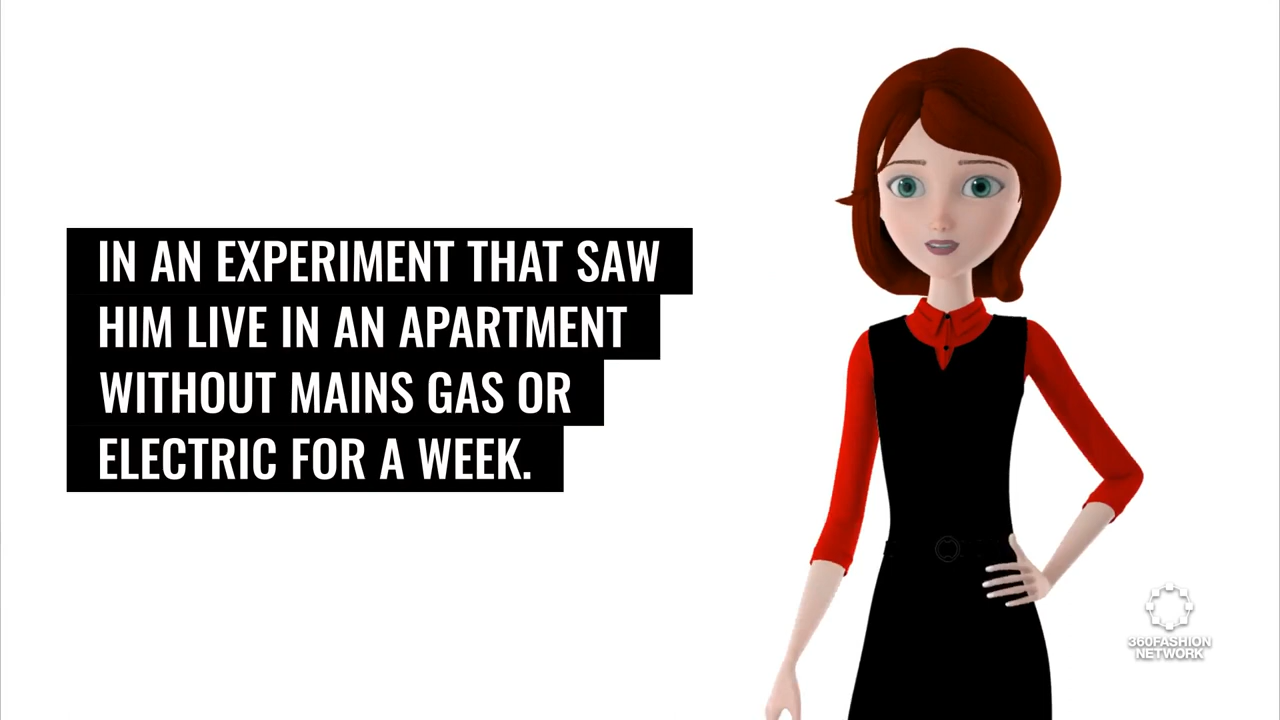 IN AN EXPERIMENT THAT SAW
HIM LIVE IN AN APARTMENT
WITHOUT MAINS GAS OR
ELECTRIC FOR A WEEK.
360FASHION
NETWORK